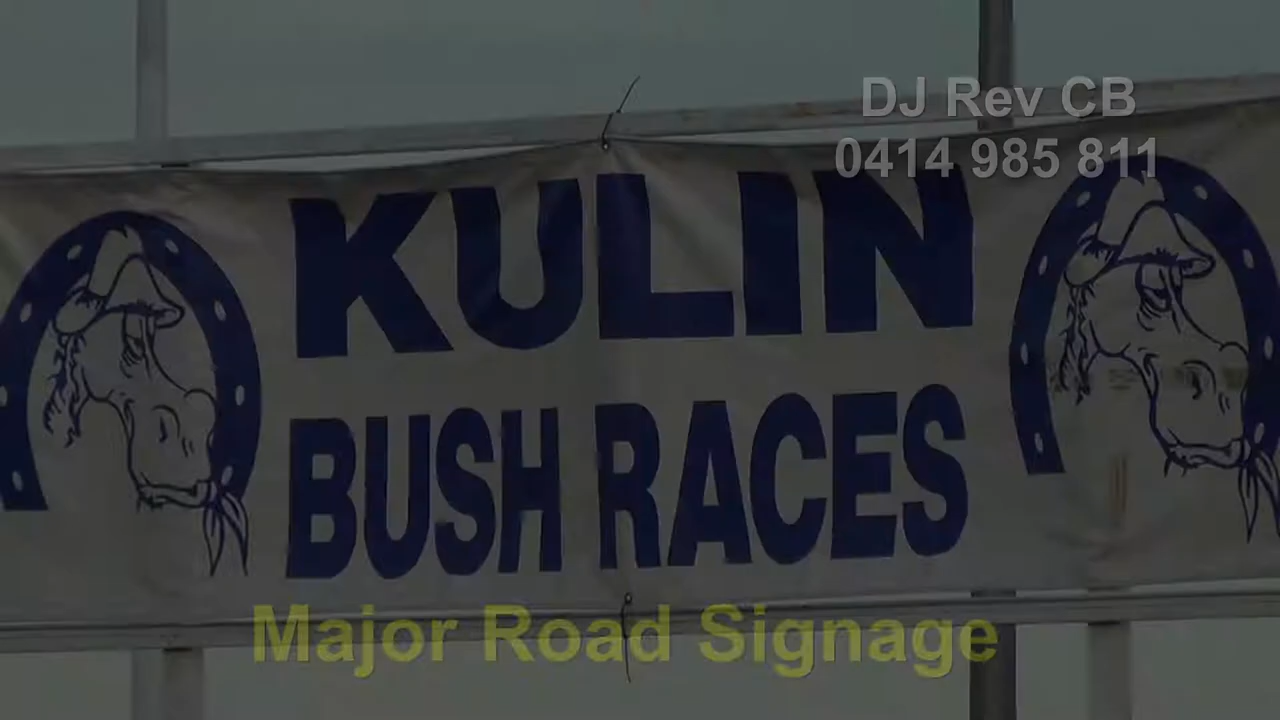 DJ Rev CB
0414 985 811
KULIN
BUSH RACES
Major Road Signage